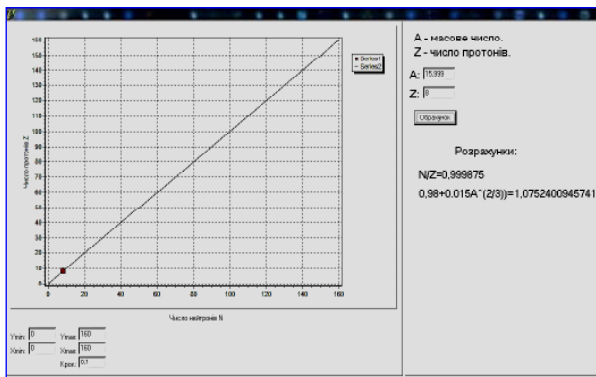 160
150
140
130
120
110
100
90
80
70
60
50
40
30
20
10
0
0 20 40 60 80 100 120 140 160
Число протонів Z
Число нейтронів N
Series2
Ymin: 0 Ymax: 160
Xmin: 0 Xmax: 160
Крок: 0,1
A - масове число.
Z - число протонів.
A: 15,999
Z: 8
Обрахунок
Розрахунки:
N/Z=0,999875
0,98+0.015A^(2/3))=1,0752400945741